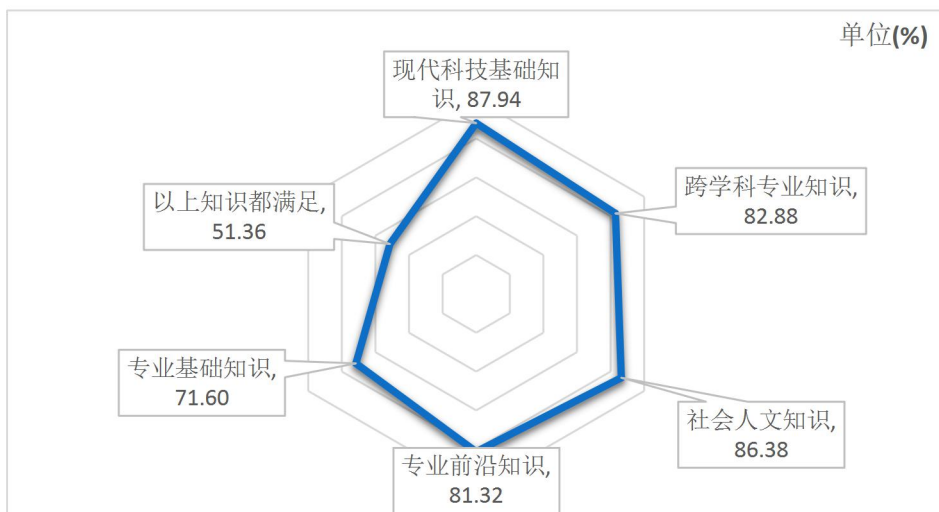 单位(%)
现代科技基础知
识, 87.94
跨学科专业知识,
82.88
以上知识都满足,
51.36
专业基础知识,
71.60
社会人文知识,
86.38
专业前沿知识,
81.32